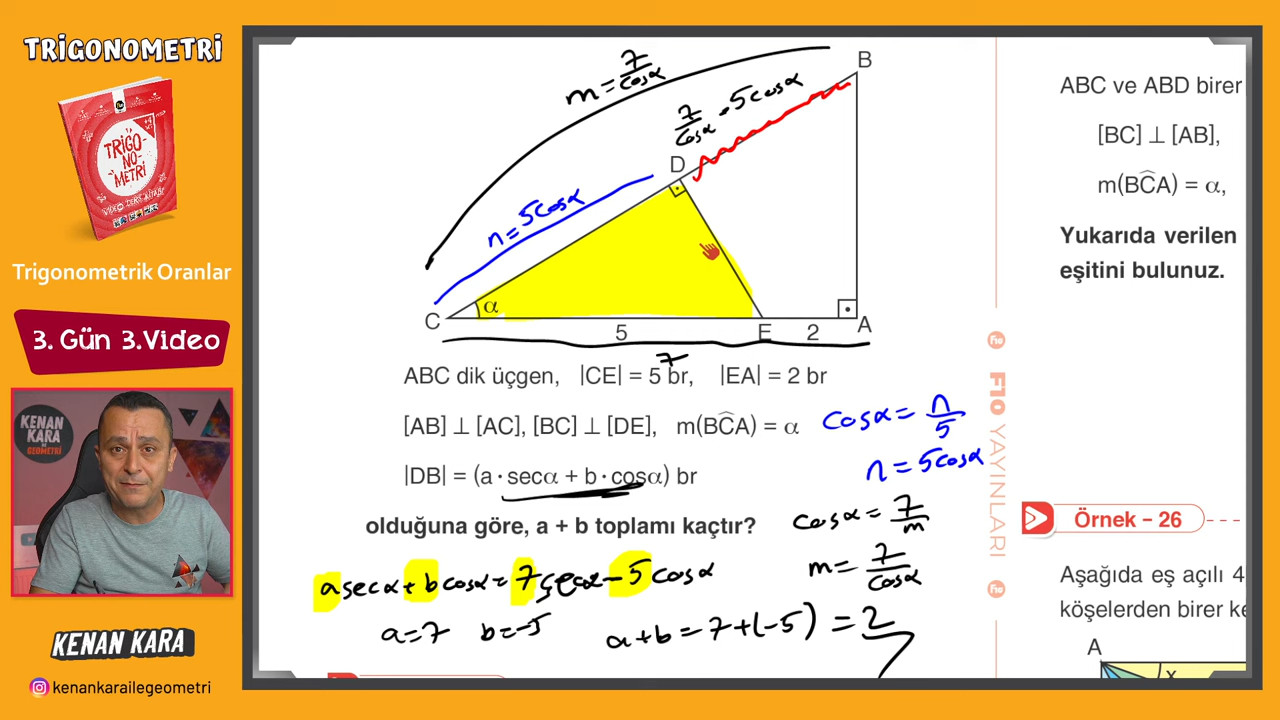 TRİGONOMETRİ
TRİGO-
NO-
METRİ
VİDEO DERS KİTABI
Trigonometrik Oranlar
3. Gün 3.Video
KENAN
KARA
ile
GEOMETRİ
KENAN KARA
kenankarailegeometri
m = 7/cosα
7/cosα - 5cosα
n = 5cosα
B
D
C
α
5
E
2
A
7
ABC dik üçgen, |CE| = 5 br, |EA| = 2 br
[AB] ⊥ [AC], [BC] ⊥ [DE], m(BĈA) = α
|DB| = (a · secα + b · cosα) br
olduğuna göre, a + b toplamı kaçtır?
cosα = n/5
n = 5cosα
cosα = 7/m
m = 7/cosα
asecα + bcosα = 7secα - 5cosα
a = 7 b = -5
a+b = 7+(-5) = 2
F10 YAYINLARI
ABC ve ABD birer
[BC] ⊥ [AB],
m(BĈA) = α,
Yukarıda verilen
eşitini bulunuz.
Örnek – 26
Aşağıda eş açılı 4
köşelerden birer ke
A
x